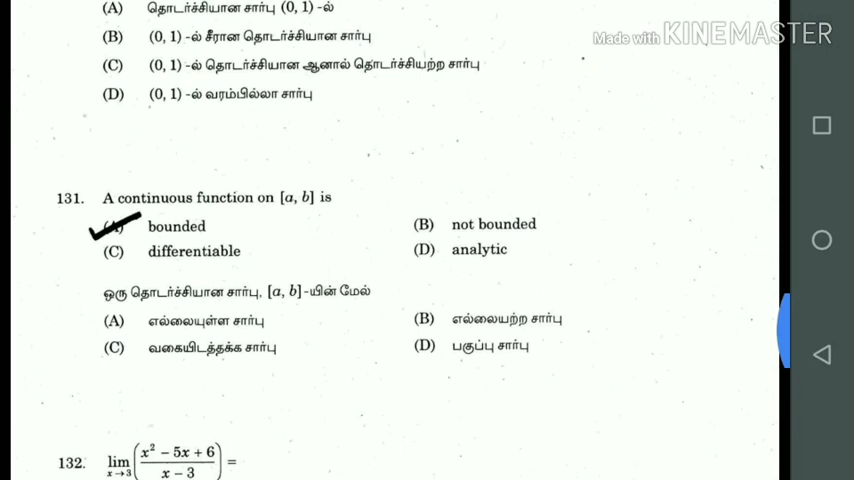 (A) தொடர்ச்சியான சார்பு (0, 1) -ல்
Made with KINEMASTER
(B) (0, 1) -ல் சீரான தொடர்ச்சியான சார்பு
(C) (0, 1) -ல் தொடர்ச்சியான ஆனால் தொடர்ச்சியற்ற சார்பு
(D) (0, 1) -ல் வரம்பில்லா சார்பு
131. A continuous function on [a, b] is
(A) bounded (B) not bounded
(C) differentiable (D) analytic
ஒரு தொடர்ச்சியான சார்பு, [a, b]-யின் மேல்
(A) எல்லையுள்ள சார்பு (B) எல்லையற்ற சார்பு
(C) வகையிடத்தக்க சார்பு (D) பகுப்பு சார்பு
132. lim x→3 (x² − 5x + 6 / x − 3) =